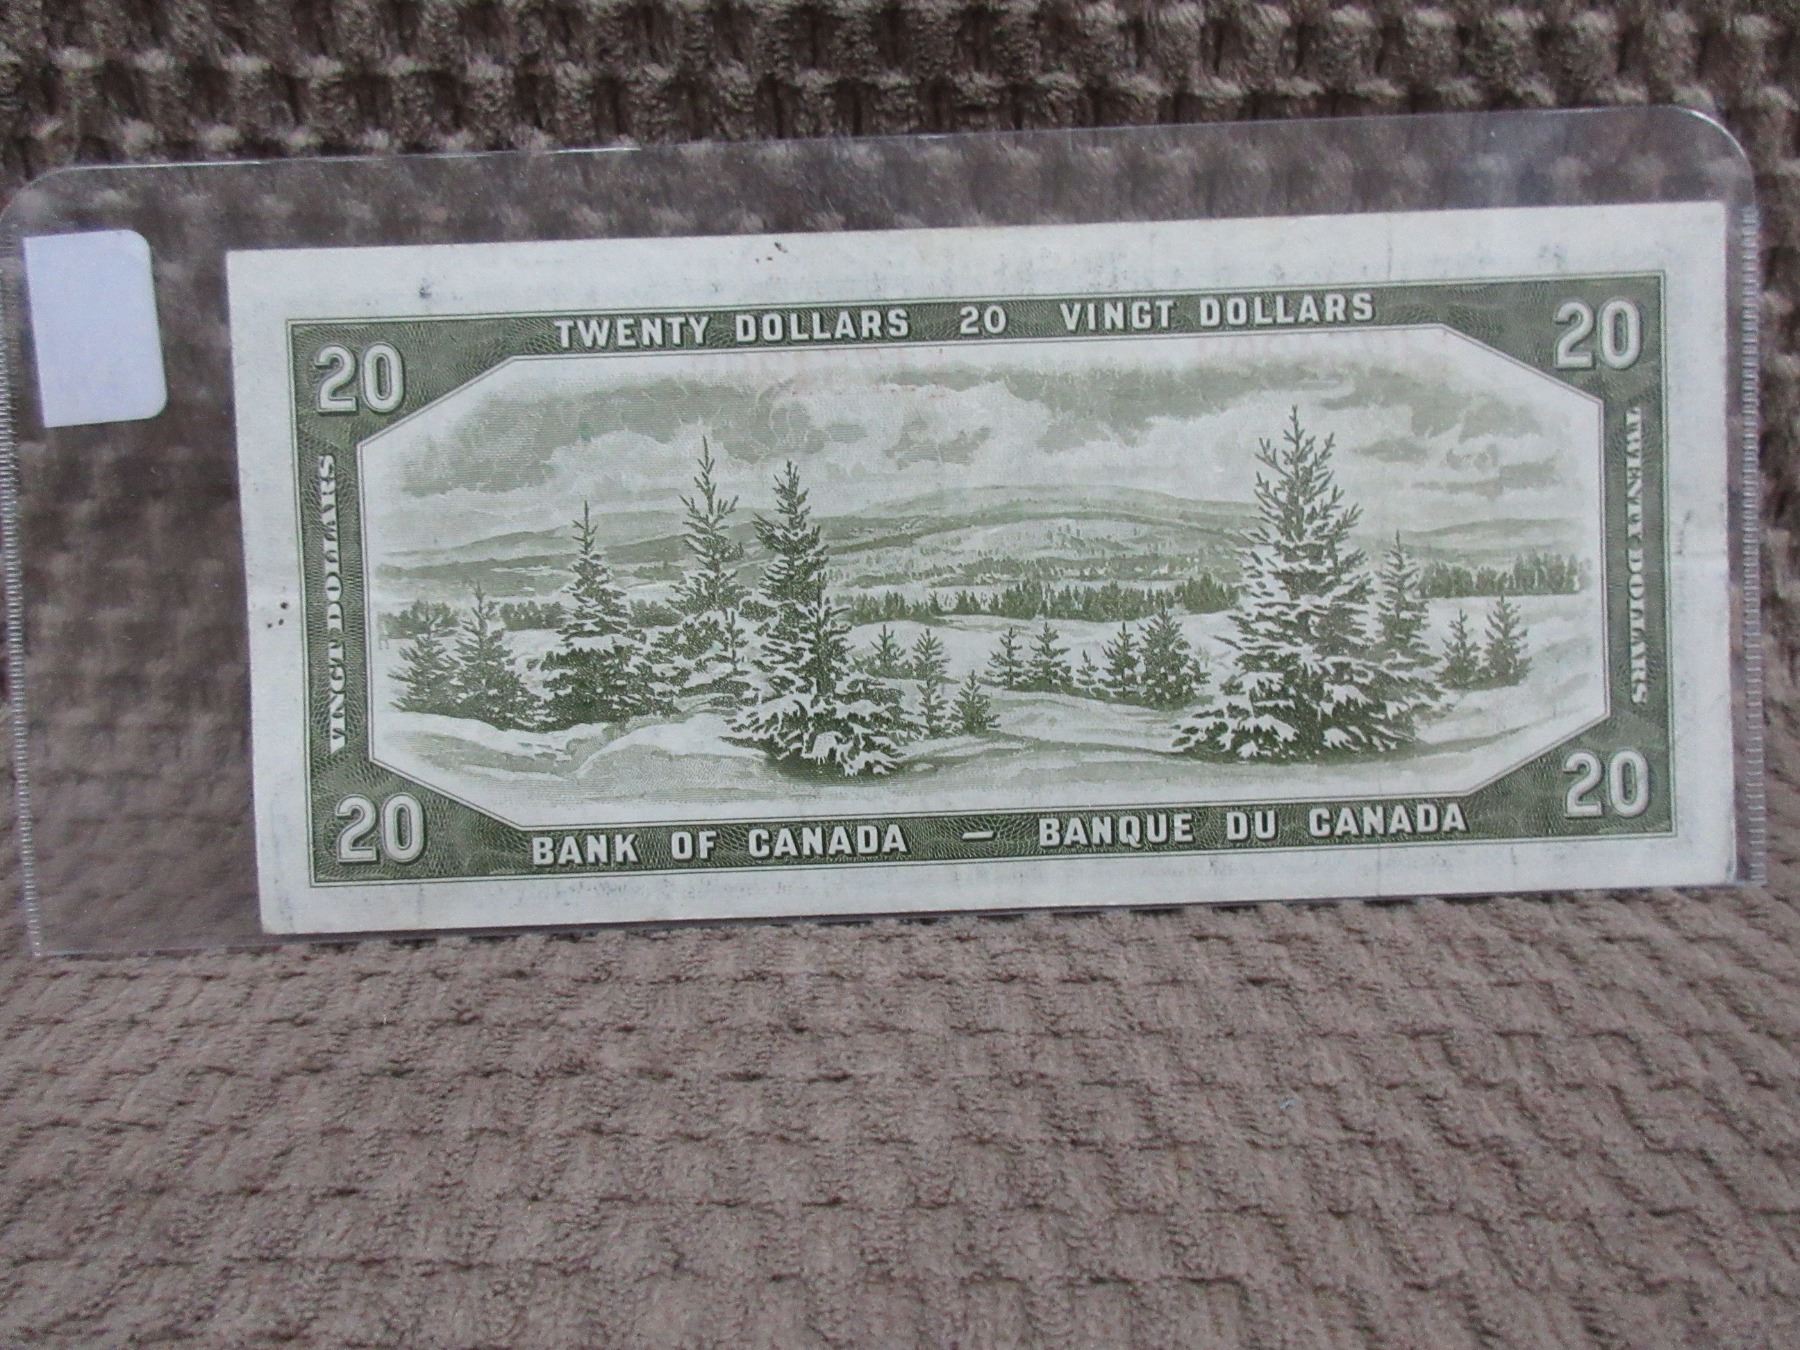 TWENTY DOLLARS 20 VINGT DOLLARS
20
20
VINGT DOLLARS
TWENTY DOLLARS
20
20
BANK OF CANADA — BANQUE DU CANADA